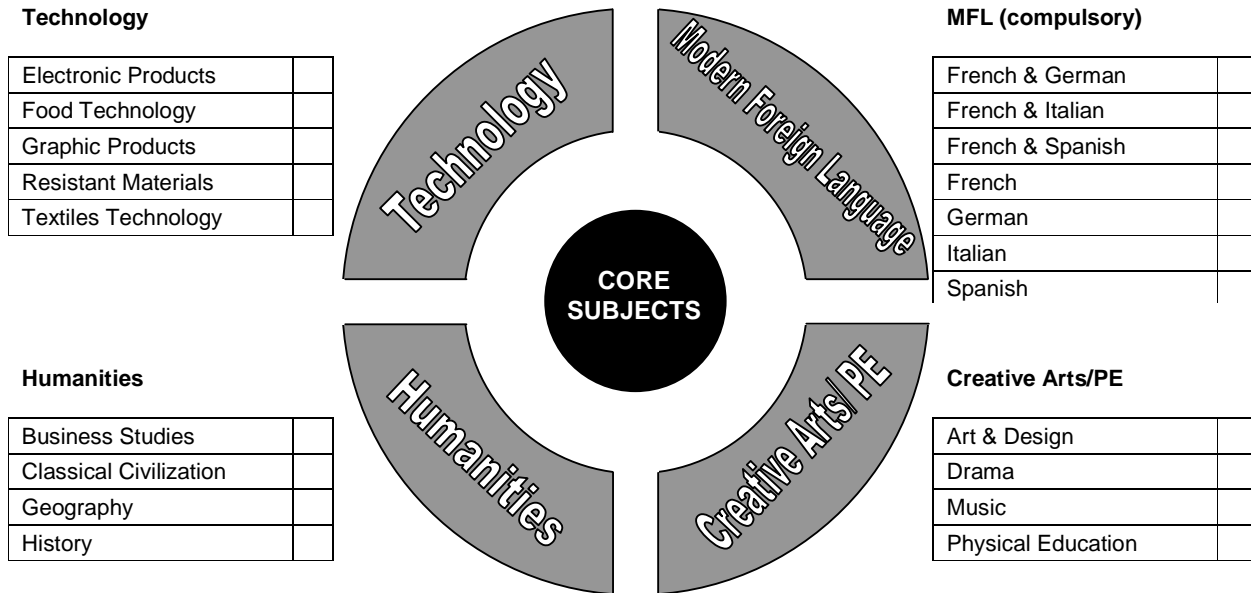 Technology
Electronic Products
Food Technology
Graphic Products
Resistant Materials
Textiles Technology
Technology
Modern Foreign Language
MFL (compulsory)
French & German
French & Italian
French & Spanish
French
German
Italian
Spanish
CORE
SUBJECTS
Humanities
Business Studies
Classical Civilization
Geography
History
Humanities
Creative Arts/ PE
Creative Arts/PE
Art & Design
Drama
Music
Physical Education